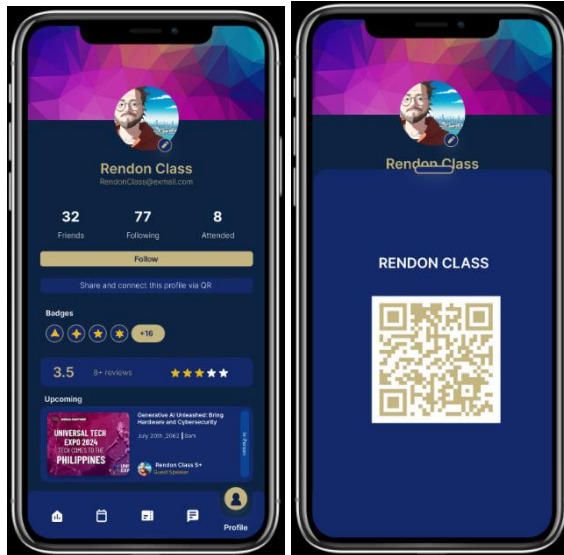 Rendon Class
RendonClass@exmail.com
32
77
8
Friends
Following
Attended
Follow
Share and connect this profile via QR
Badges
+16
3.5
8+ reviews
Upcoming
UNIVERSAL TECH
EXPO 2024
TECH COMES TO THE
PHILIPPINES
Generative AI Unleashed: Bring
Hardware and Cybersecurity
July 20th ,2062 | 8am
Rendon Class 5+
Guest Speaker
In Person
Profile
Rendon Class
RENDON CLASS